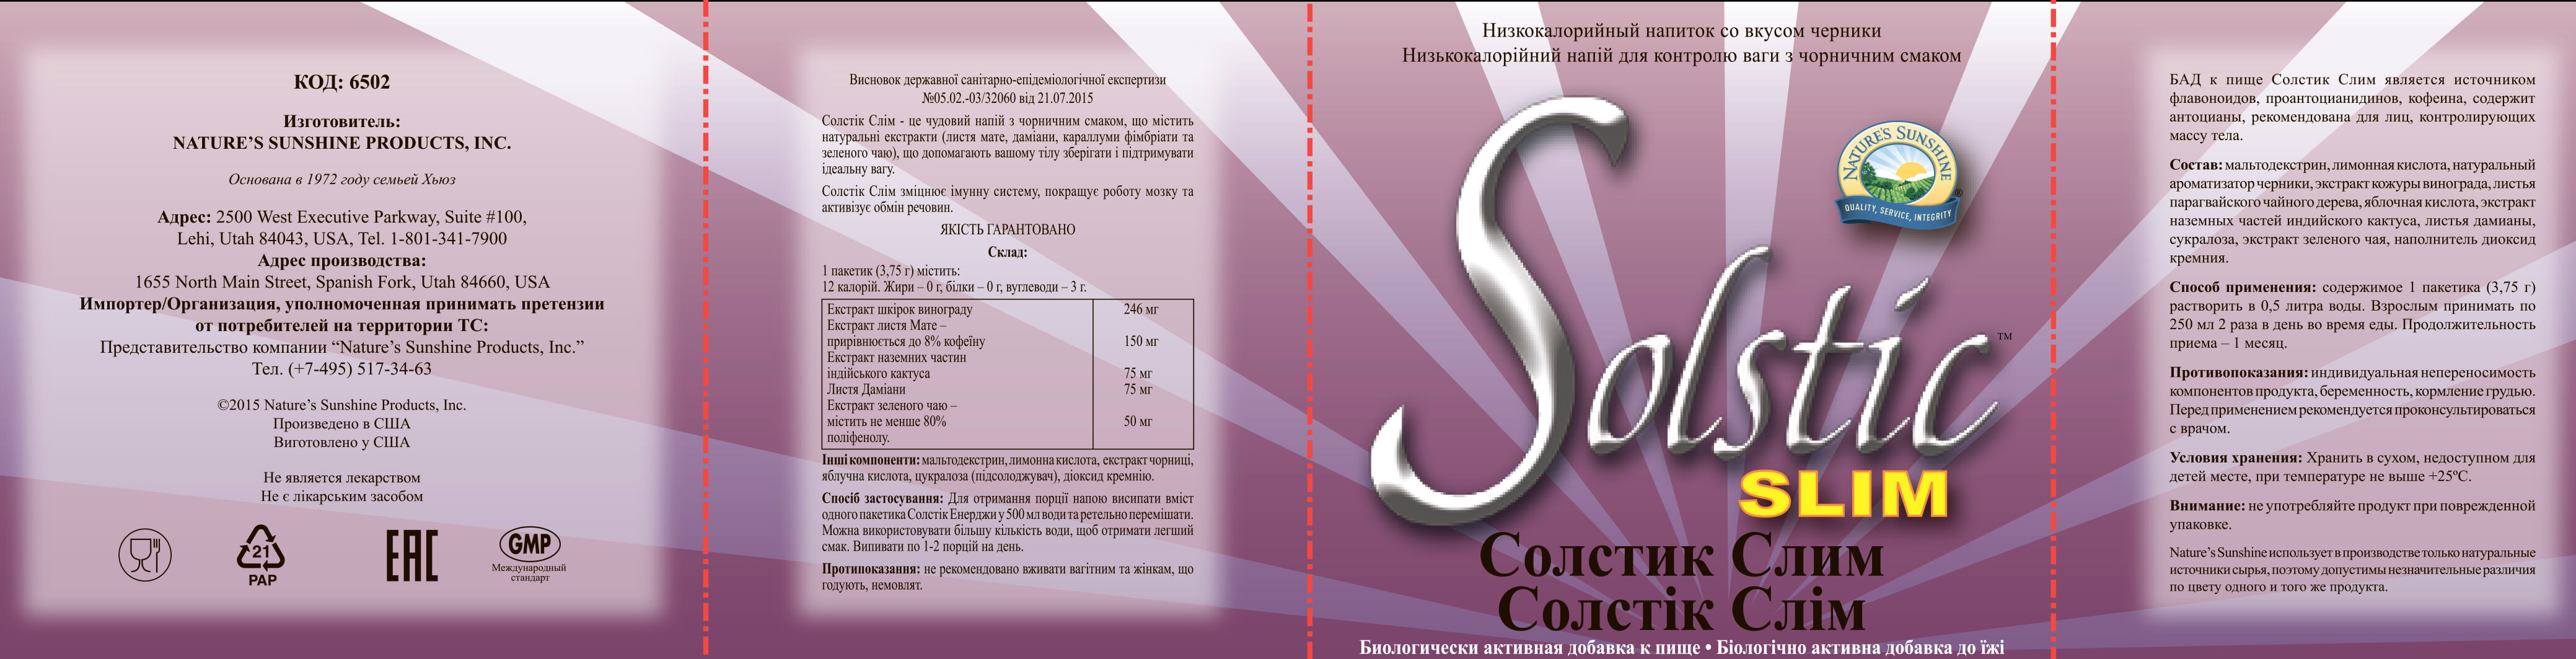 КОД: 6502
Изготовитель:
NATURE’S SUNSHINE PRODUCTS, INC.
Основана в 1972 году семьей Хьюз
Адрес: 2500 West Executive Parkway, Suite #100,
Lehi, Utah 84043, USA, Tel. 1-801-341-7900
Адрес производства:
1655 North Main Street, Spanish Fork, Utah 84660, USA
Импортер/Организация, уполномоченная принимать претензии
от потребителей на территории ТС:
Представительство компании “Nature’s Sunshine Products, Inc.”
Тел. (+7-495) 517-34-63
©2015 Nature’s Sunshine Products, Inc.
Произведено в США
Виготовлено у США
Не является лекарством
Не є лікарським засобом
21
PAP
EAC
GMP
Международный
стандарт
Висновок державної санітарно-епідеміологічної експертизи
№05.02.-03/32060 від 21.07.2015
Солстік Слім - це чудовий напій з чорничним смаком, що містить
натуральні екстракти (листя мате, даміани, караллуми фімбріати та
зеленого чаю), що допомагають вашому тілу зберігати і підтримувати
ідеальну вагу.
Солстік Слім зміцнює імунну систему, покращує роботу мозку та
активізує обмін речовин.
ЯКІСТЬ ГАРАНТОВАНО
Склад:
1 пакетик (3,75 г) містить:
12 калорій. Жири – 0 г, білки – 0 г, вуглеводи – 3 г.
Екстракт шкірок винограду 246 мг
Екстракт листя Мате –
прирівнюється до 8% кофеїну 150 мг
Екстракт наземних частин
індійського кактуса 75 мг
Листя Даміани 75 мг
Екстракт зеленого чаю –
містить не менше 80% 50 мг
поліфенолу.
Інші компоненти: мальтодекстрин, лимонна кислота, екстракт чорниці,
яблучна кислота, цукралоза (підсолоджувач), діоксид кремнію.
Спосіб застосування: Для отримання порції напою висипати вміст
одного пакетика Солстік Енерджи у 500 мл води та ретельно перемішати.
Можна використовувати більшу кількість води, щоб отримати легший
смак. Випивати по 1-2 порцій на день.
Протипоказання: не рекомендовано вживати вагітним та жінкам, що
годують, немовлят.
Низкокалорийный напиток со вкусом черники
Низькокалорійний напій для контролю ваги з чорничним смаком
NATURE'S SUNSHINE ®
QUALITY, SERVICE, INTEGRITY
Solstic ™
SLIM
Солстик Слим
Солстік Слім
Биологически активная добавка к пище • Біологічно активна добавка до їжі
БАД к пище Солстик Слим является источником
флавоноидов, проантоцианидинов, кофеина, содержит
антоцианы, рекомендована для лиц, контролирующих
массу тела.
Состав: мальтодекстрин, лимонная кислота, натуральный
ароматизатор черники, экстракт кожуры винограда, листья
парагвайского чайного дерева, яблочная кислота, экстракт
наземных частей индийского кактуса, листья дамианы,
сукралоза, экстракт зеленого чая, наполнитель диоксид
кремния.
Способ применения: содержимое 1 пакетика (3,75 г)
растворить в 0,5 литра воды. Взрослым принимать по
250 мл 2 раза в день во время еды. Продолжительность
приема – 1 месяц.
Противопоказания: индивидуальная непереносимость
компонентов продукта, беременность, кормление грудью.
Перед применением рекомендуется проконсультироваться
с врачом.
Условия хранения: Хранить в сухом, недоступном для
детей месте, при температуре не выше +25ºC.
Внимание: не употребляйте продукт при поврежденной
упаковке.
Nature’s Sunshine использует в производстве только натуральные
источники сырья, поэтому допустимы незначительные различия
по цвету одного и того же продукта.